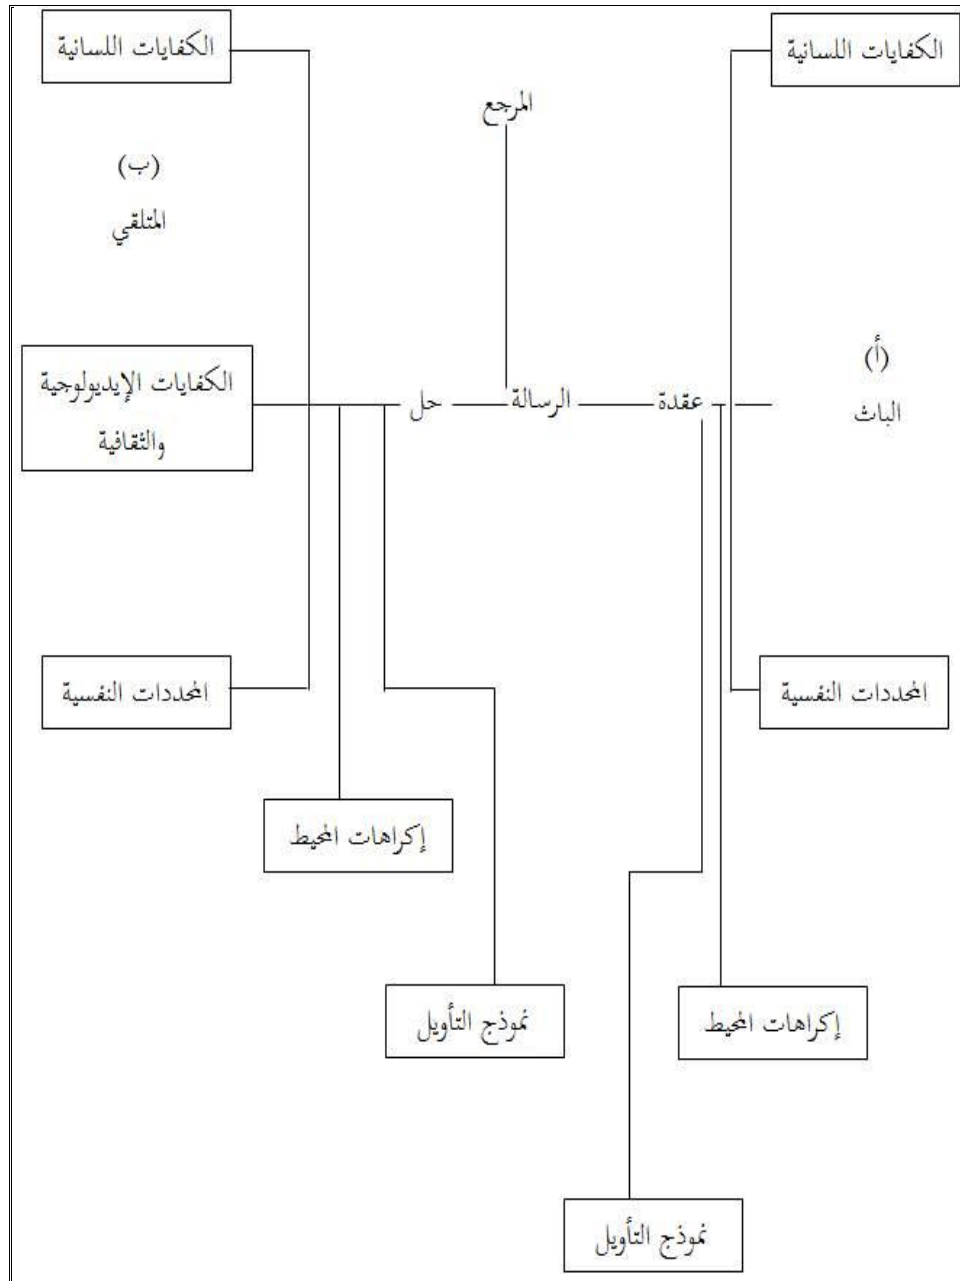 الكفايات اللسانية
الكفايات اللسانية
المرجع
(ب)
المتلقي
(أ)
الباث
عقدة
الرسالة
حل
الكفايات الإيديولوجية
والثقافية
المحددات النفسية
المحددات النفسية
إكراهات المحيط
إكراهات المحيط
نموذج التأويل
نموذج التأويل